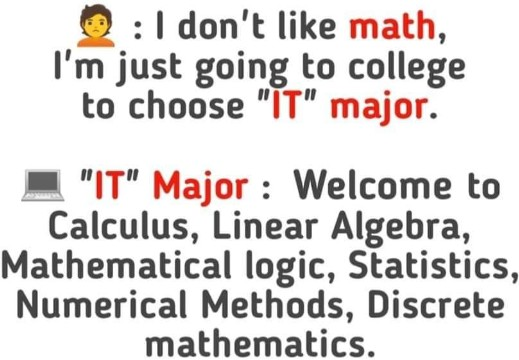 🙎 : I don't like math,
I'm just going to college
to choose "IT" major.
💻 "IT" Major : Welcome to
Calculus, Linear Algebra,
Mathematical logic, Statistics,
Numerical Methods, Discrete
mathematics.